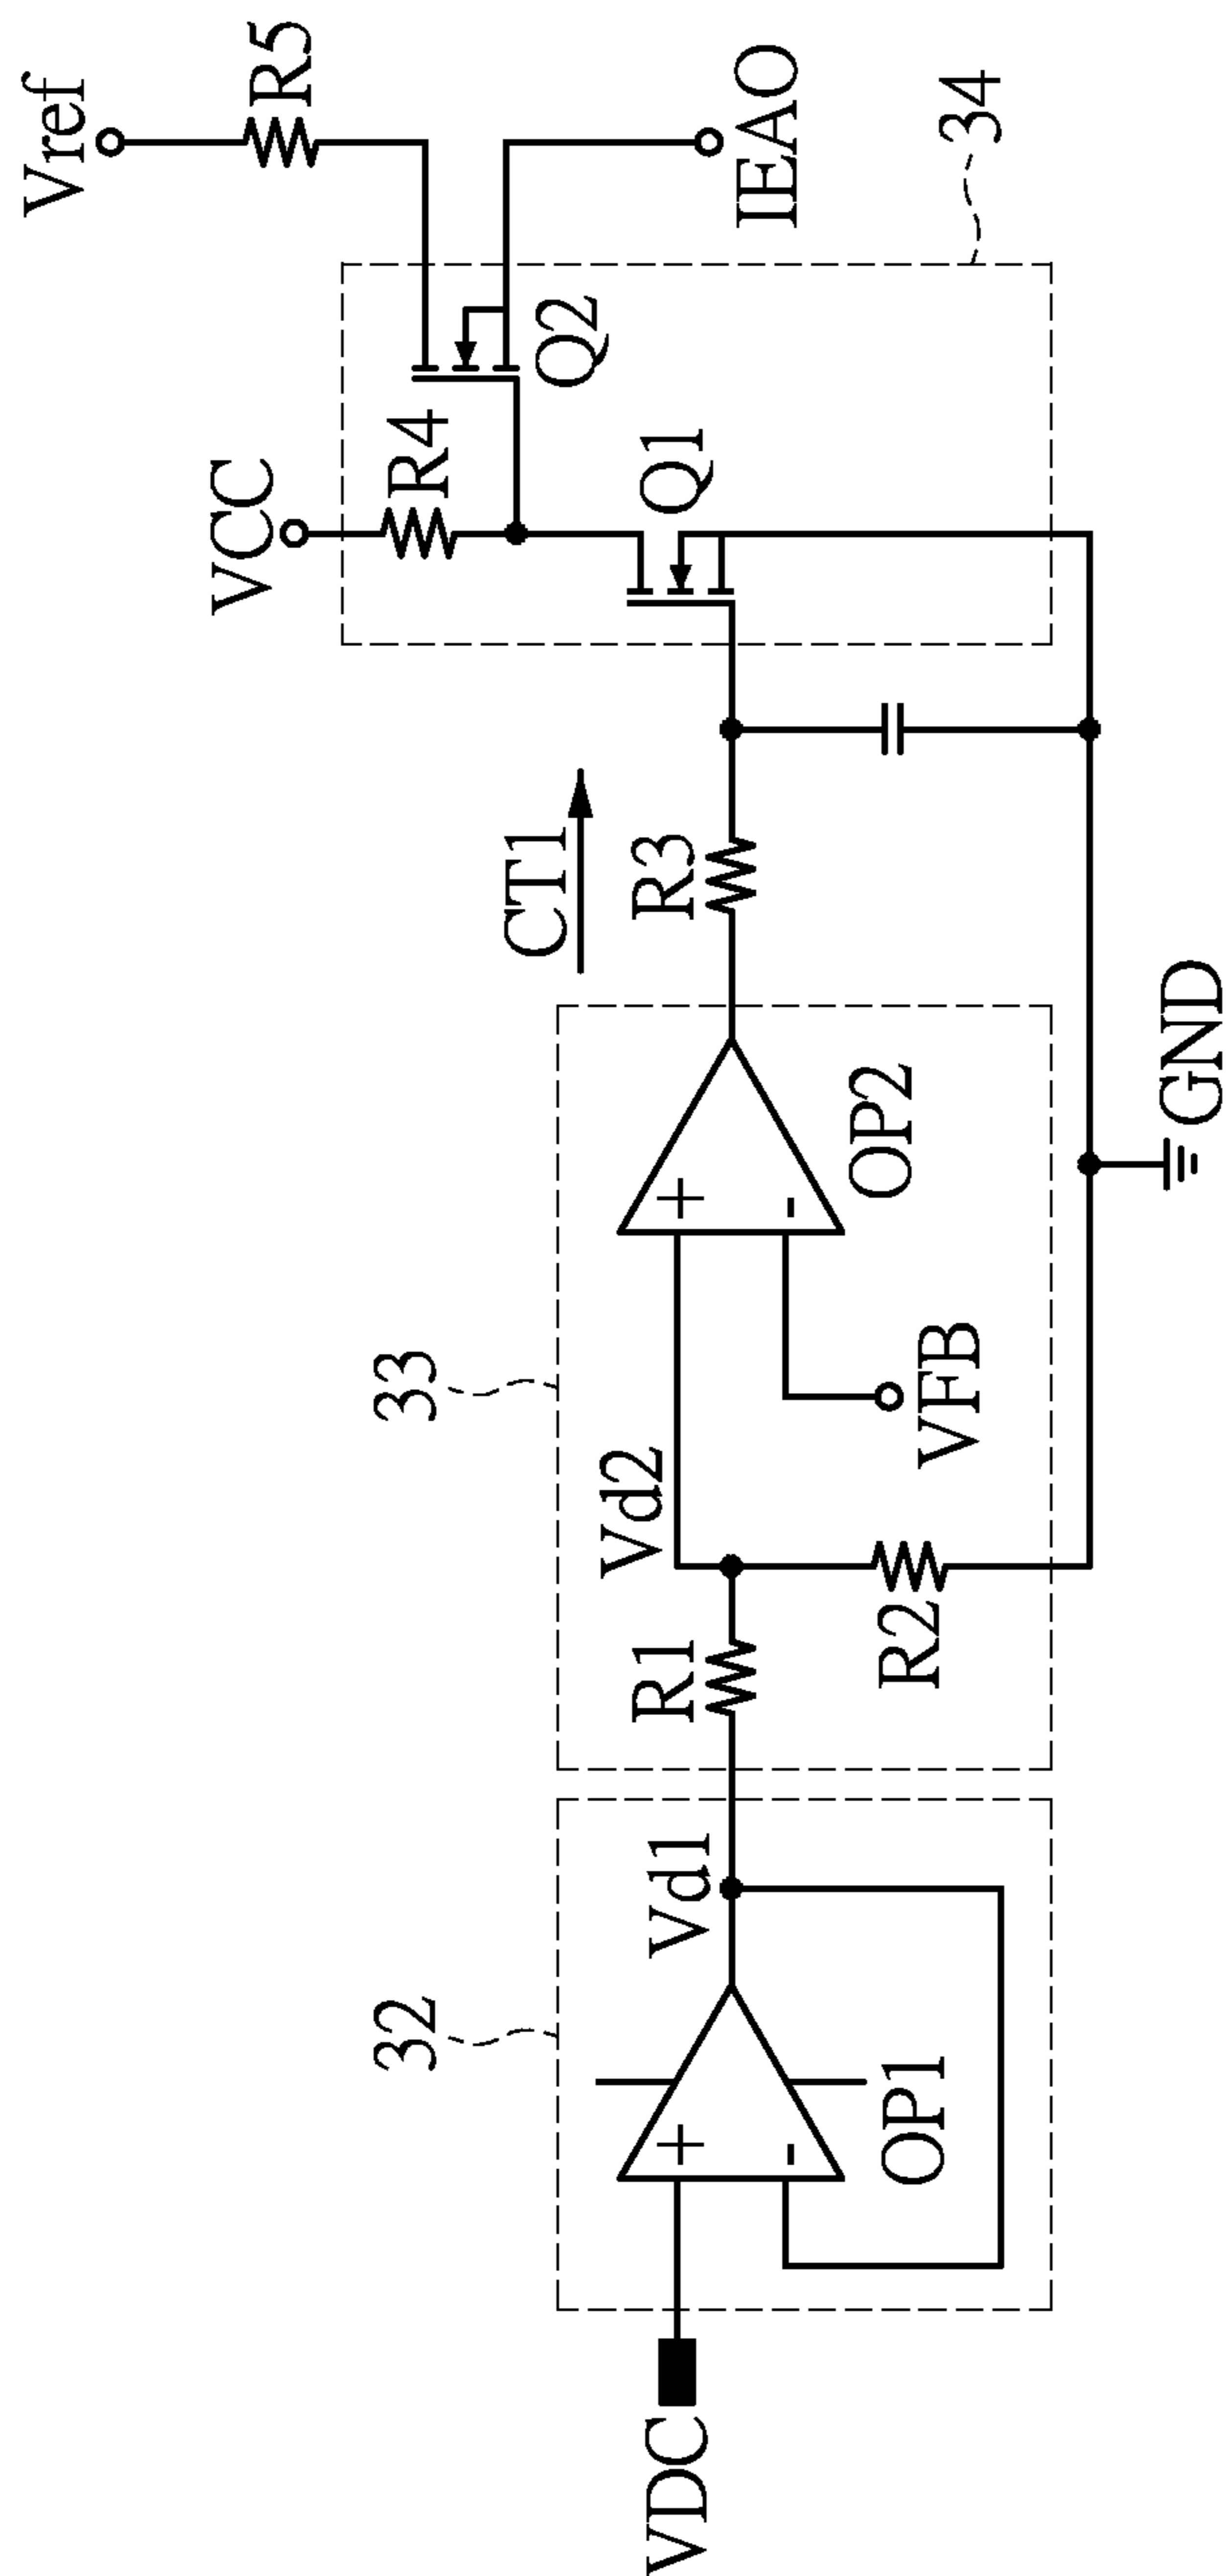 Vref
R5
VCC
R4
Q2
IEAO
34
Q1
CT1
R3
33
Vd2
+
-
OP2
VFB
R1
R2
GND
32
Vd1
+
-
OP1
VDC